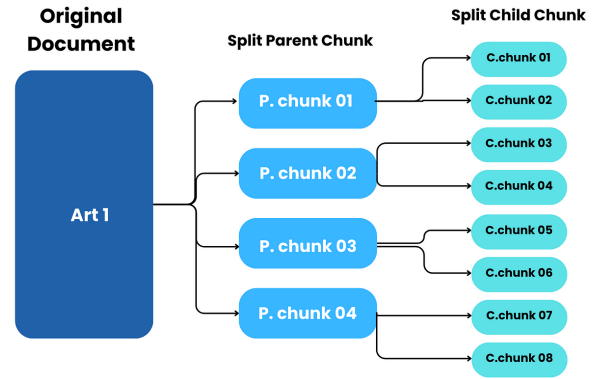 Original
Document
Split Parent Chunk
Split Child Chunk
Art 1
P. chunk 01
P. chunk 02
P. chunk 03
P. chunk 04
C.chunk 01
C.chunk 02
C.chunk 03
C.chunk 04
C.chunk 05
C.chunk 06
C.chunk 07
C.chunk 08